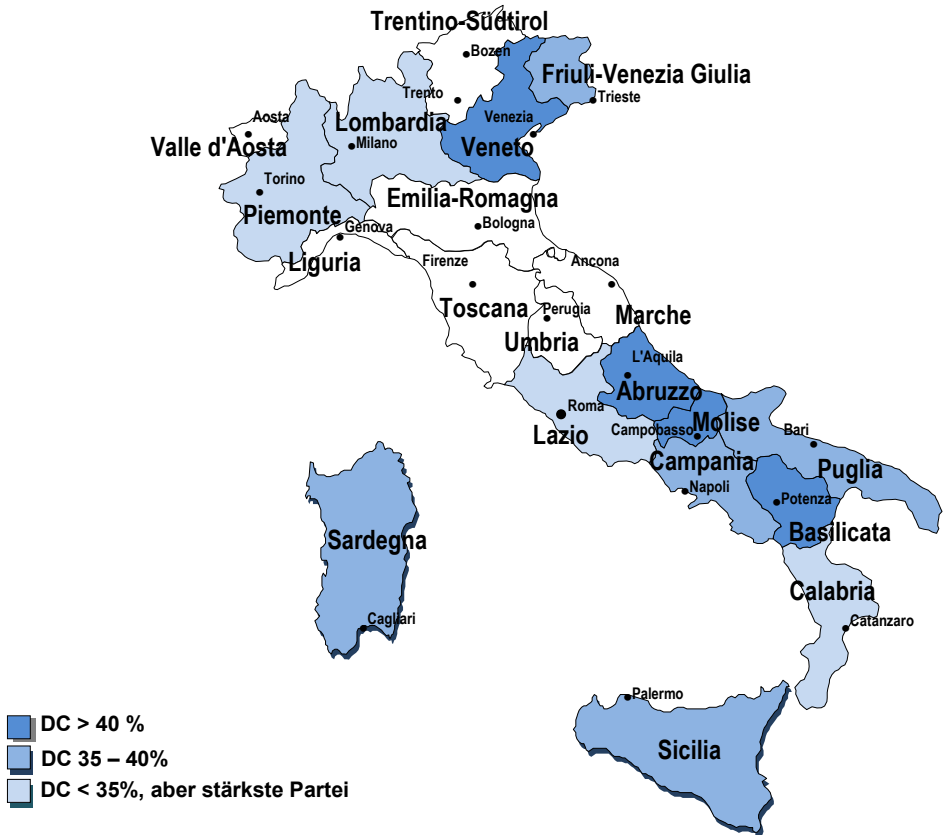 Trentino-Südtirol
Bozen
Friuli-Venezia Giulia
Trento
Trieste
Aosta
Lombardia
Venezia
Valle d'Aosta
Milano
Veneto
Torino
Emilia-Romagna
Piemonte
Genova
Bologna
Liguria
Firenze
Ancona
Toscana
Perugia
Marche
Umbria
L'Aquila
Abruzzo
Roma
Lazio
Campobasso
Molise
Bari
Campania
Puglia
Napoli
Potenza
Sardegna
Basilicata
Calabria
Cagliari
Catanzaro
Palermo
Sicilia
DC > 40 %
DC 35 – 40%
DC < 35%, aber stärkste Partei